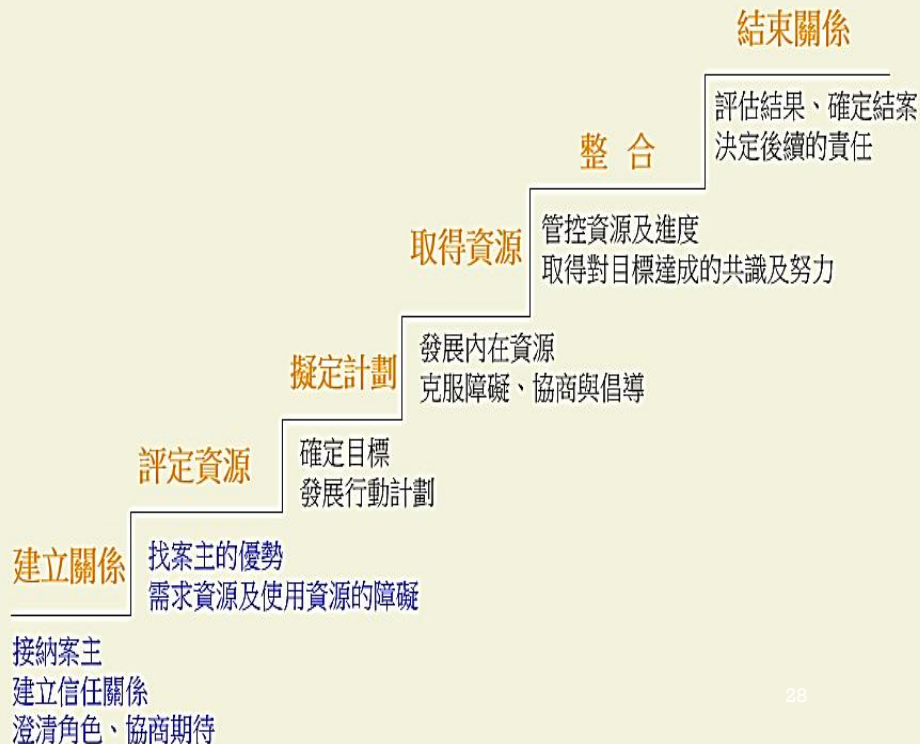 結束關係
評估結果、確定結案
決定後續的責任
整 合
管控資源及進度
取得對目標達成的共識及努力
取得資源
發展內在資源
克服障礙、協商與倡導
擬定計劃
確定目標
發展行動計劃
評定資源
找案主的優勢
需求資源及使用資源的障礙
建立關係
接納案主
建立信任關係
澄清角色、協商期待
28